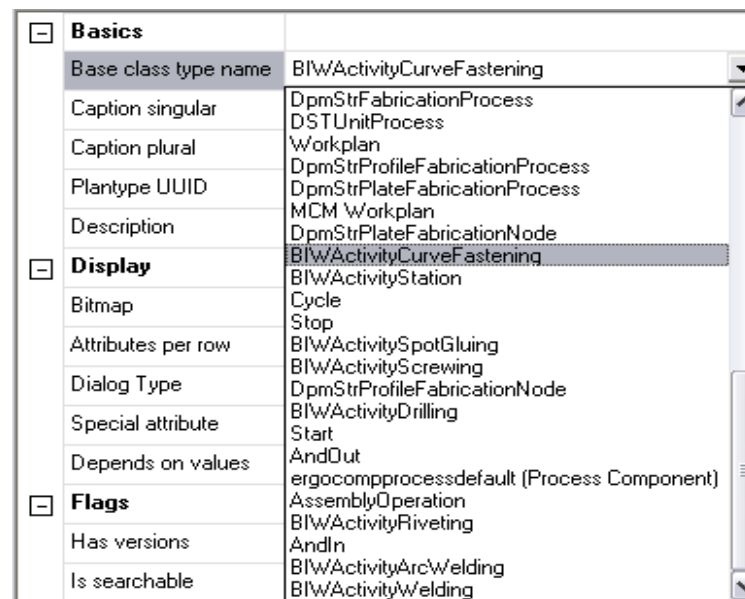 Basics
Base class type name
BIWActivityCurveFastening
Caption singular
Caption plural
Plantype UUID
Description
Display
Bitmap
Attributes per row
Dialog Type
Special attribute
Depends on values
Flags
Has versions
Is searchable
DpmStrFabricationProcess
DSTUnitProcess
Workplan
DpmStrProfileFabricationProcess
DpmStrPlateFabricationProcess
MCM Workplan
DpmStrPlateFabricationNode
BIWActivityCurveFastening
BIWActivityStation
Cycle
Stop
BIWActivitySpotGluing
BIWActivityScrewing
DpmStrProfileFabricationNode
BIWActivityDrilling
Start
AndOut
ergocompprocessdefault (Process Component)
AssemblyOperation
BIWActivityRiveting
AndIn
BIWActivityArcWelding
BIWActivityWelding